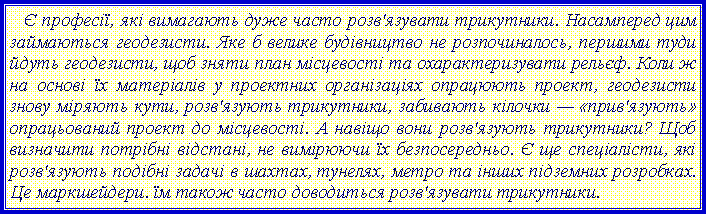 Є професії, які вимагають дуже часто розв'язувати трикутники. Насамперед цим
займаються геодезисти. Яке б велике будівництво не розпочиналось, першими туди
йдуть геодезисти, щоб зняти план місцевості та охарактеризувати рельєф. Коли ж
на основі їх матеріалів у проектних організаціях опрацюють проект, геодезисти
знову міряють кути, розв'язують трикутники, забивають кілочки — «прив'язують»
опрацьований проект до місцевості. А навіщо вони розв'язують трикутники? Щоб
визначити потрібні відстані, не вимірюючи їх безпосередньо. Є ще спеціалісти, які
розв'язують подібні задачі в шахтах, тунелях, метро та інших підземних розробках.
Це маркшейдери. їм також часто доводиться розв'язувати трикутники.